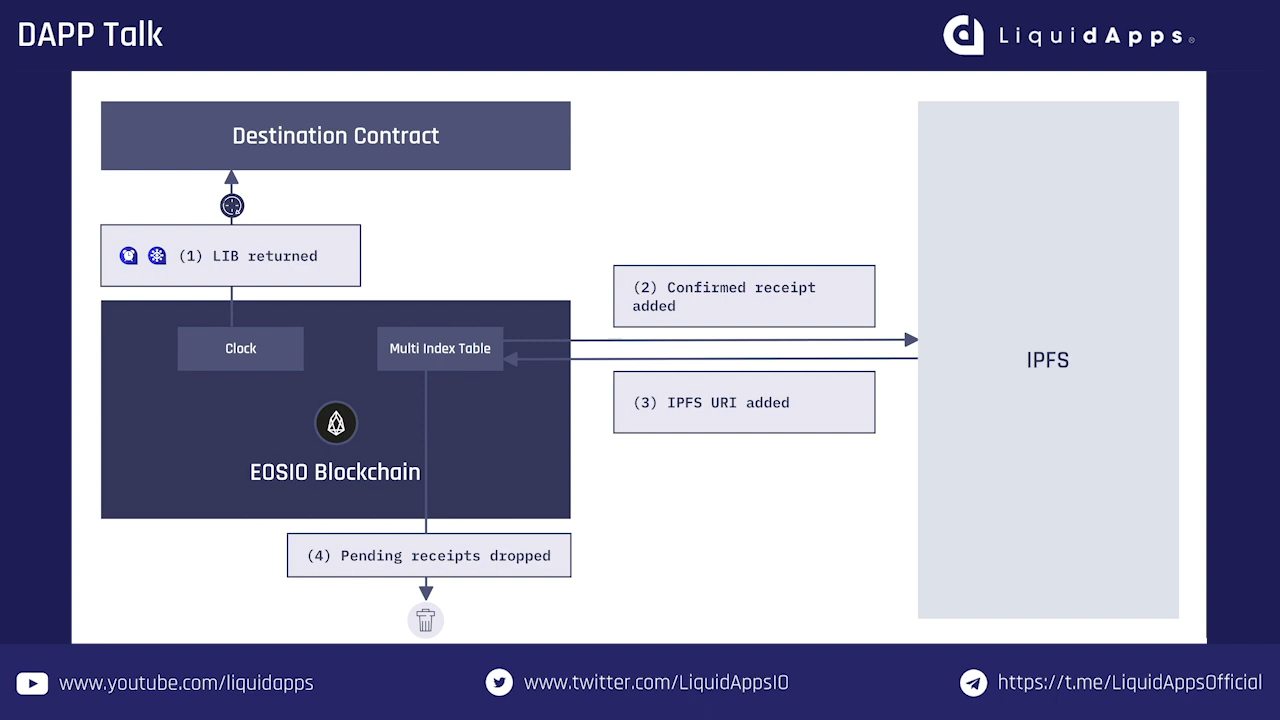 DAPP Talk
LiquidApps
Destination Contract
(1) LIB returned
(2) Confirmed receipt
added
Clock
Multi Index Table
IPFS
(3) IPFS URI added
EOSIO Blockchain
(4) Pending receipts dropped
www.youtube.com/liquidapps
www.twitter.com/LiquidAppsIO
https://t.me/LiquidAppsOfficial